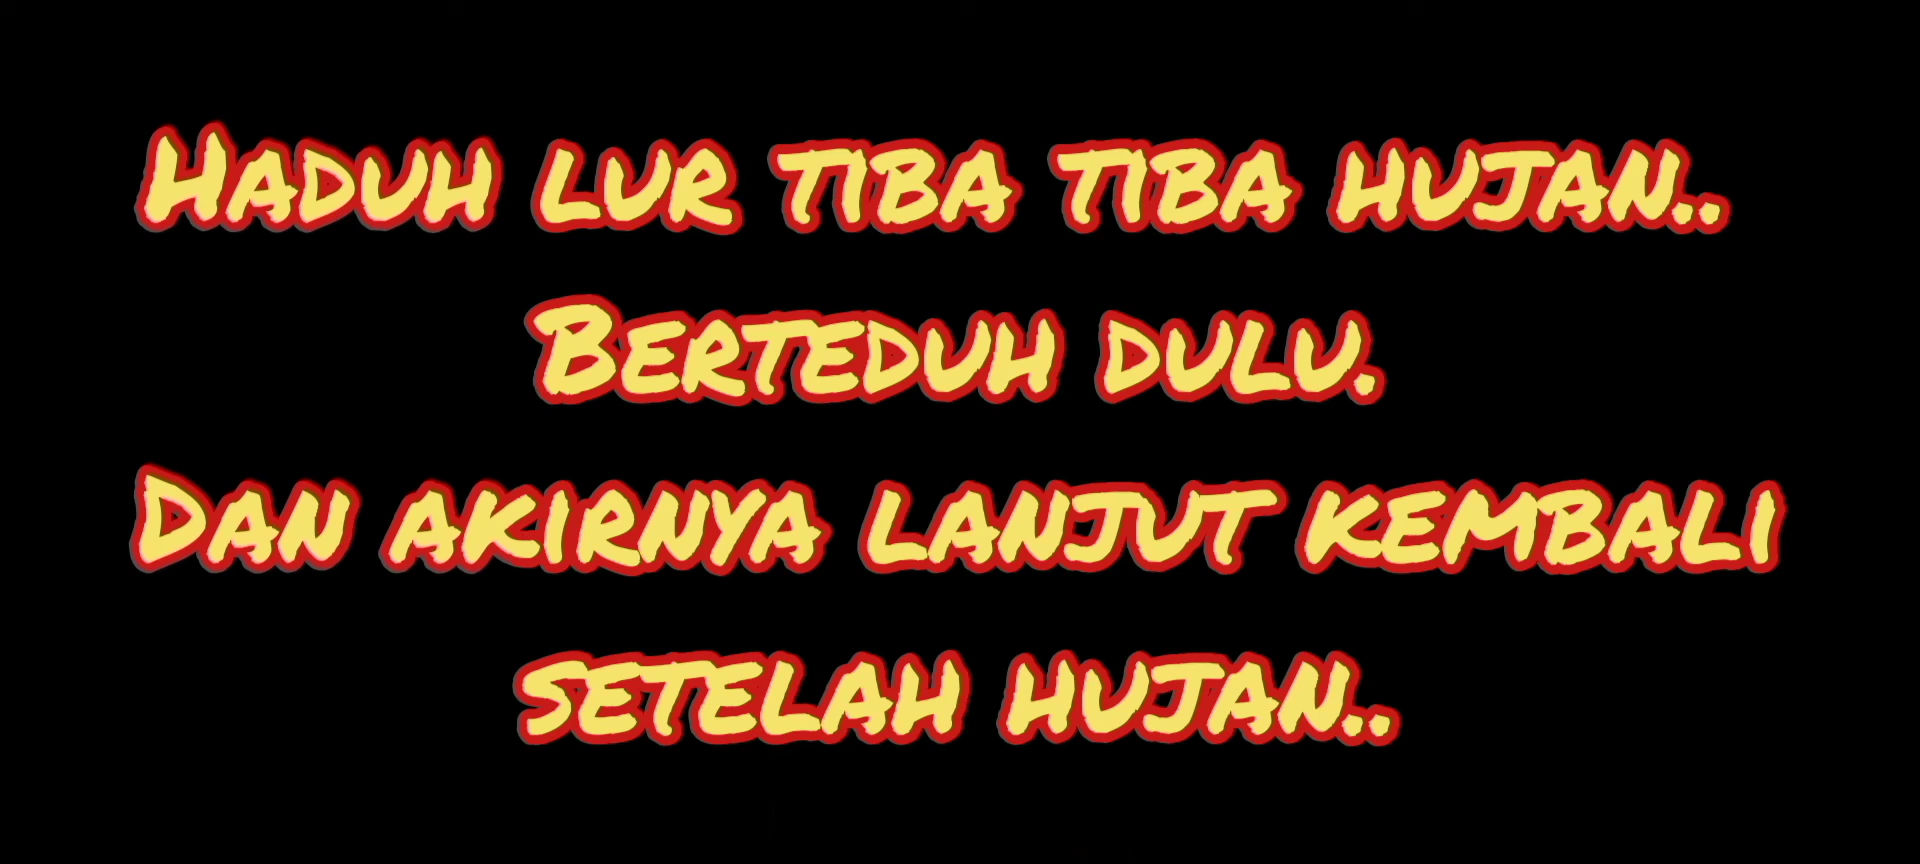 Haduh lur tiba tiba hujan..
Berteduh dulu.
Dan akirnya lanjut kembali
setelah hujan..